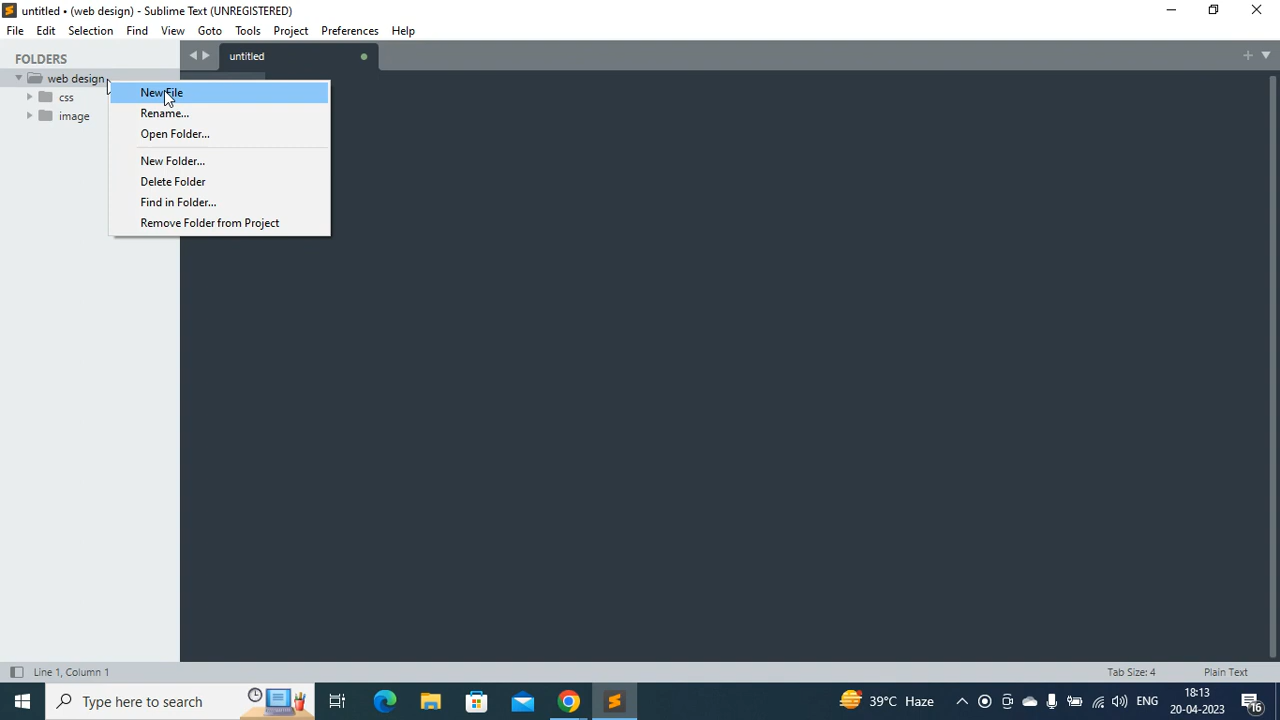 untitled • (web design) - Sublime Text (UNREGISTERED)
File Edit Selection Find View Goto Tools Project Preferences Help
FOLDERS
untitled
web design
css
image
New File
Rename...
Open Folder...
New Folder...
Delete Folder
Find in Folder...
Remove Folder from Project
Line 1, Column 1
Tab Size: 4
Plain Text
Type here to search
39°C Haze
ENG
18:13
20-04-2023
16